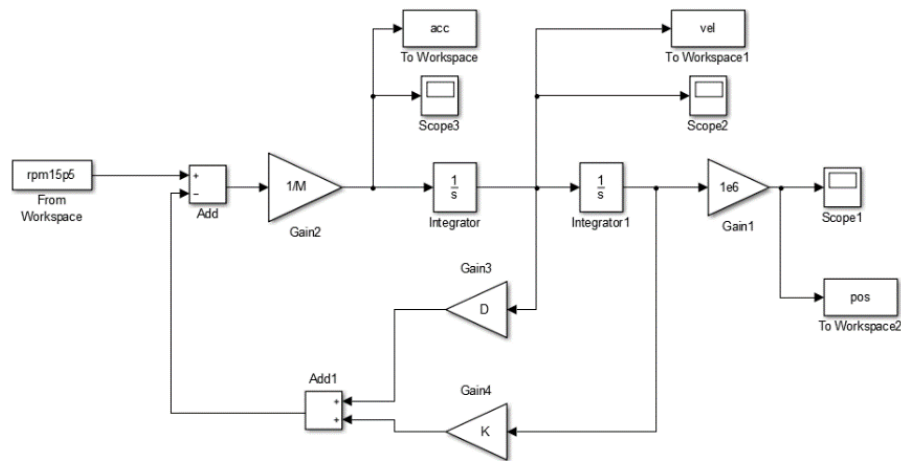 acc
To Workspace
Scope3
vel
To Workspace1
Scope2
rpm15p5
From
Workspace
+
−
Add
1/M
Gain2
1
s
Integrator
1
s
Integrator1
1e6
Gain1
Scope1
pos
To Workspace2
Gain3
D
Add1
+
+
Gain4
K